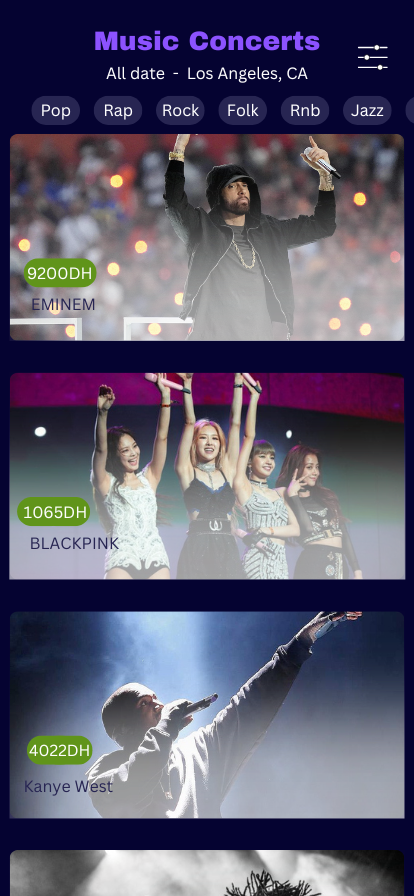 Music Concerts
All date - Los Angeles, CA
Pop Rap Rock Folk Rnb Jazz
9200DH
EMINEM
1065DH
BLACKPINK
4022DH
Kanye West